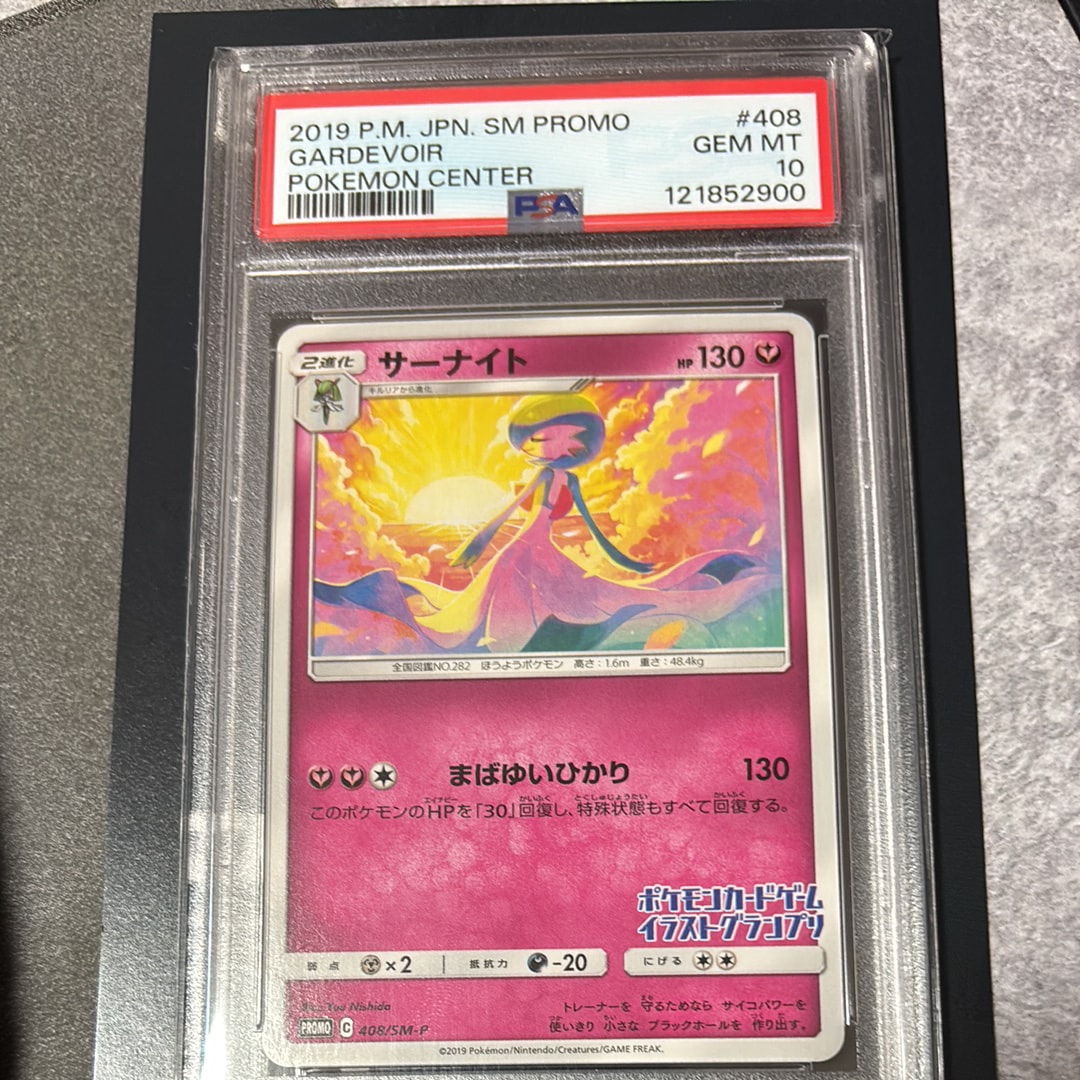 2019 P.M. JPN. SM PROMO #408
GARDEVOIR GEM MT
POKEMON CENTER 10
PSA 121852900
2進化 サーナイト HP 130
キルリアから進化
全国図鑑NO.282 ほうようポケモン 高さ:1.6m 重さ:48.4kg
まばゆいひかり 130
このポケモンのHPを「30」回復し、特殊状態もすべて回復する。
ポケモンカードゲーム
イラストグランプリ
弱点 ×2 抵抗力 -20 にげる
Illus. You Nishida
トレーナーを 守るためなら サイコパワーを
使いきり 小さな ブラックホールを 作り出す。
PROMO C 408/SM-P
©2019 Pokémon/Nintendo/Creatures/GAME FREAK.